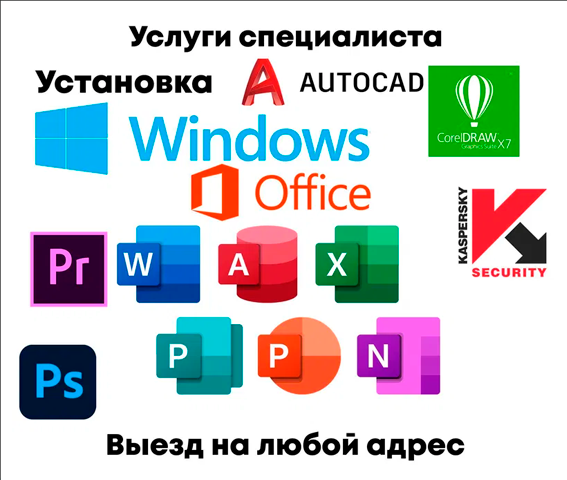 Услуги специалиста
Установка
AUTOCAD
Windows
CorelDRAW
Graphics Suite X7
Office
KASPERSKY
SECURITY
Pr
W
A
X
P
P
N
Ps
Выезд на любой адрес